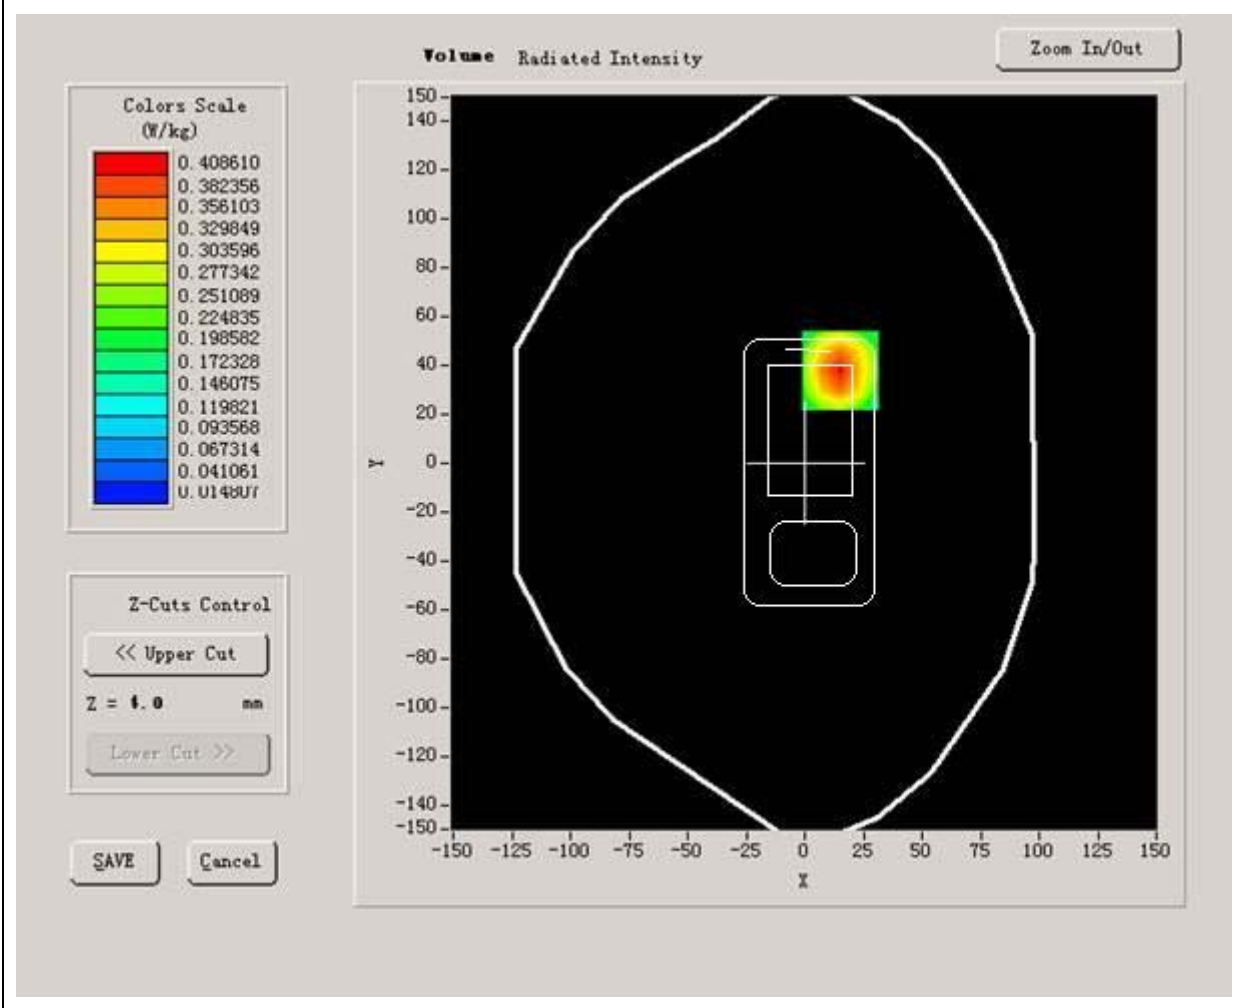 Volume Radiated Intensity
Zoom In/Out
Colors Scale
(W/kg)
0.408610
0.382356
0.356103
0.329849
0.303596
0.277342
0.251089
0.224835
0.198582
0.172328
0.146075
0.119821
0.093568
0.067314
0.041061
0.014807
150
140
120
100
80
60
40
20
0
-20
-40
-60
-80
-100
-120
-140
-150
Y
-150 -125 -100 -75 -50 -25 0 25 50 75 100 125 150
X
Z-Cuts Control
<< Upper Cut
Z = 4.0 mm
Lower Cut >>
SAVE Cancel